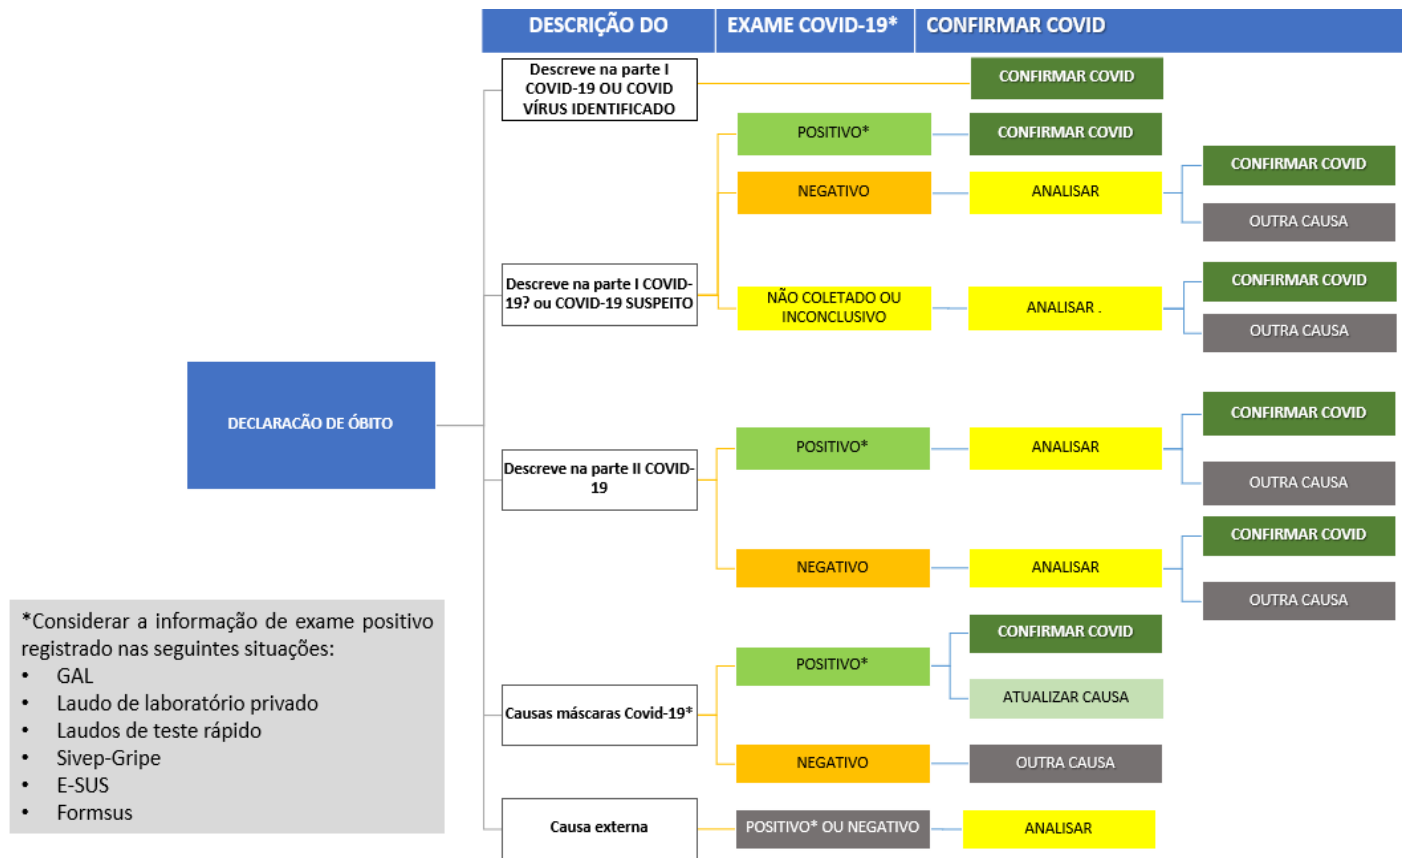 DESCRIÇÃO DO
EXAME COVID-19*
CONFIRMAR COVID
Descreve na parte I
COVID-19 OU COVID
VÍRUS IDENTIFICADO
CONFIRMAR COVID
POSITIVO*
CONFIRMAR COVID
NEGATIVO
ANALISAR
CONFIRMAR COVID
OUTRA CAUSA
Descreve na parte I COVID-
19? ou COVID-19 SUSPEITO
NÃO COLETADO OU
INCONCLUSIVO
ANALISAR .
CONFIRMAR COVID
OUTRA CAUSA
DECLARACÃO DE ÓBITO
Descreve na parte II COVID-
19
POSITIVO*
ANALISAR
CONFIRMAR COVID
OUTRA CAUSA
NEGATIVO
ANALISAR
CONFIRMAR COVID
OUTRA CAUSA
Causas máscaras Covid-19*
POSITIVO*
CONFIRMAR COVID
ATUALIZAR CAUSA
NEGATIVO
OUTRA CAUSA
Causa externa
POSITIVO* OU NEGATIVO
ANALISAR
*Considerar a informação de exame positivo
registrado nas seguintes situações:
• GAL
• Laudo de laboratório privado
• Laudos de teste rápido
• Sivep-Gripe
• E-SUS
• Formsus